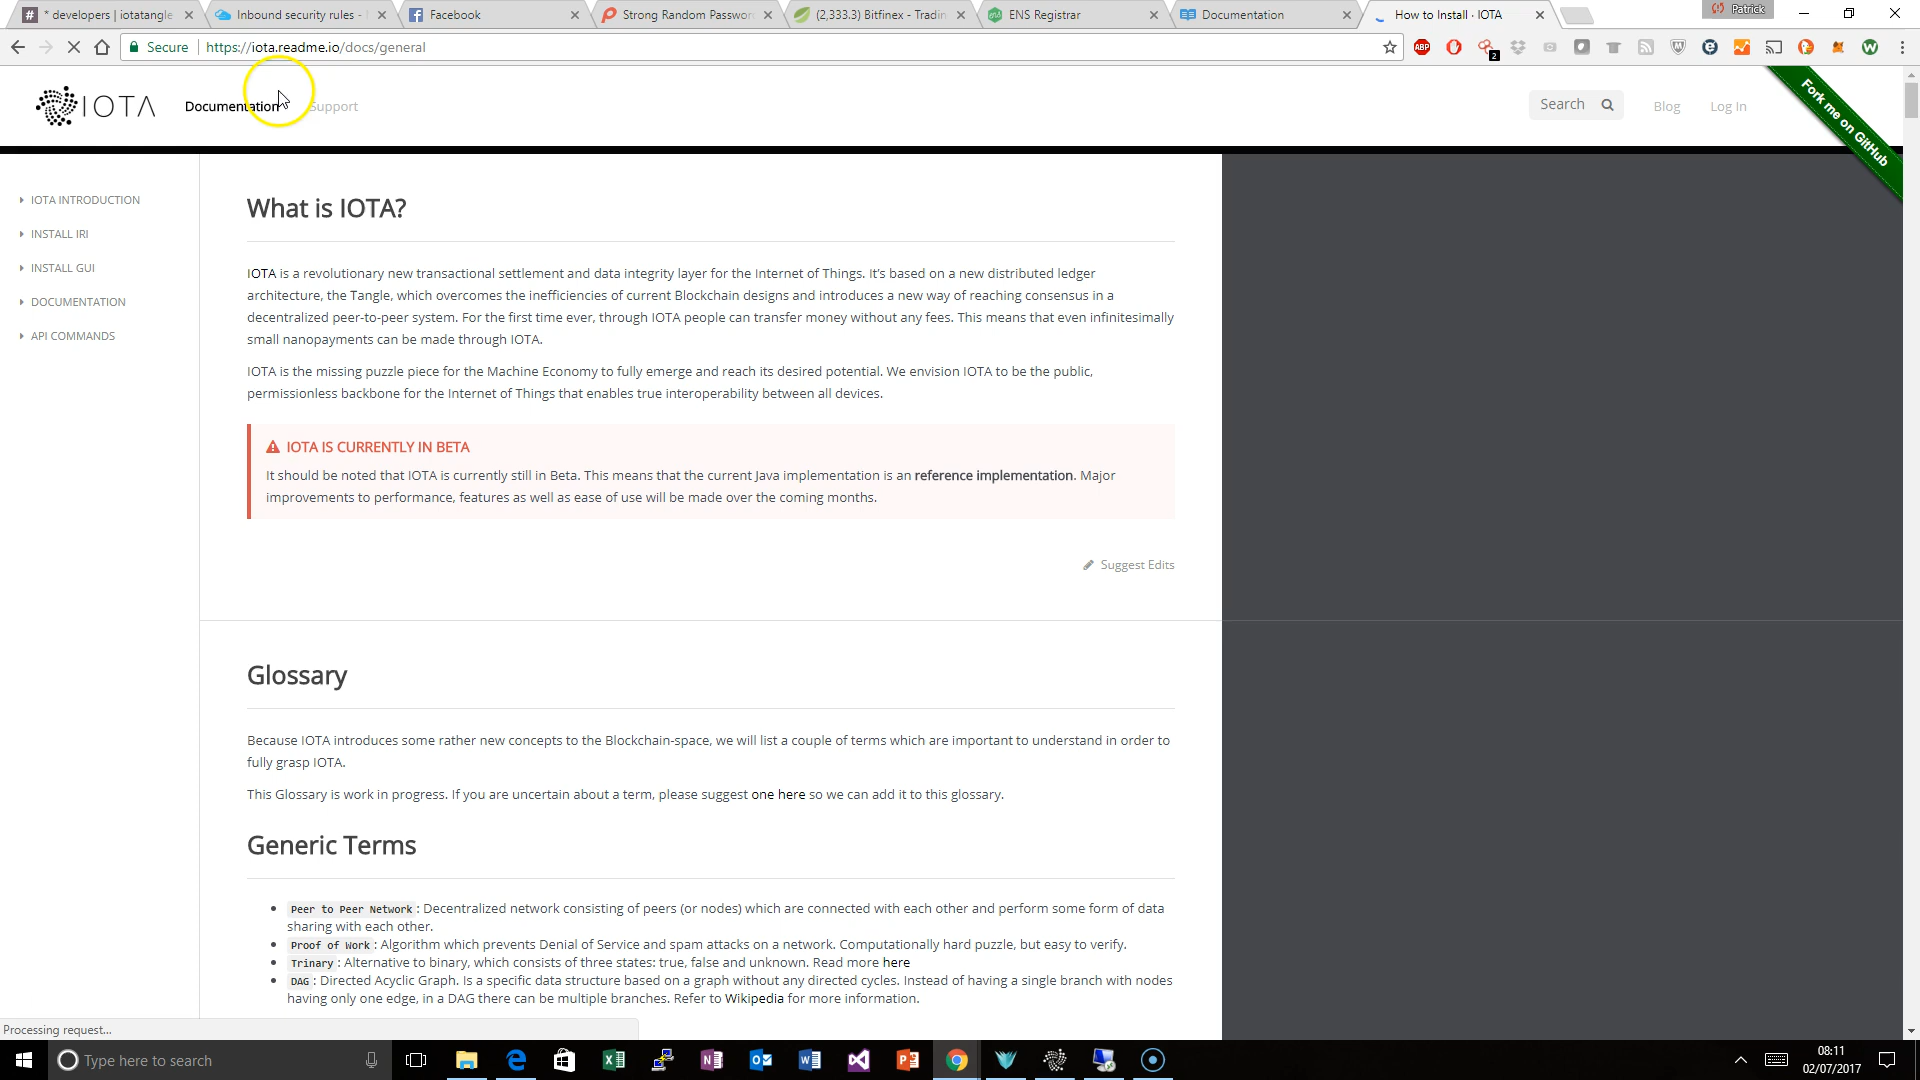 * developers | iotatangle
Inbound security rules -
Facebook
Strong Random Passwor
(2,333.3) Bitfinex - Tradin
ENS Registrar
Documentation
How to Install · IOTA
Patrick
Secure
https://iota.readme.io/docs/general
2
IOTA
Documentation
Support
Search
Blog
Log In
Fork me on GitHub
IOTA INTRODUCTION
INSTALL IRI
INSTALL GUI
DOCUMENTATION
API COMMANDS
What is IOTA?
IOTA is a revolutionary new transactional settlement and data integrity layer for the Internet of Things. It's based on a new distributed ledger
architecture, the Tangle, which overcomes the inefficiencies of current Blockchain designs and introduces a new way of reaching consensus in a
decentralized peer-to-peer system. For the first time ever, through IOTA people can transfer money without any fees. This means that even infinitesimally
small nanopayments can be made through IOTA.
IOTA is the missing puzzle piece for the Machine Economy to fully emerge and reach its desired potential. We envision IOTA to be the public,
permissionless backbone for the Internet of Things that enables true interoperability between all devices.
IOTA IS CURRENTLY IN BETA
It should be noted that IOTA is currently still in Beta. This means that the current Java implementation is an reference implementation. Major
improvements to performance, features as well as ease of use will be made over the coming months.
Suggest Edits
Glossary
Because IOTA introduces some rather new concepts to the Blockchain-space, we will list a couple of terms which are important to understand in order to
fully grasp IOTA.
This Glossary is work in progress. If you are uncertain about a term, please suggest one here so we can add it to this glossary.
Generic Terms
Peer to Peer Network : Decentralized network consisting of peers (or nodes) which are connected with each other and perform some form of data
sharing with each other.
Proof of Work : Algorithm which prevents Denial of Service and spam attacks on a network. Computationally hard puzzle, but easy to verify.
Trinary : Alternative to binary, which consists of three states: true, false and unknown. Read more here
DAG : Directed Acyclic Graph. Is a specific data structure based on a graph without any directed cycles. Instead of having a single branch with nodes
having only one edge, in a DAG there can be multiple branches. Refer to Wikipedia for more information.
Processing request...
Type here to search
08:11
02/07/2017